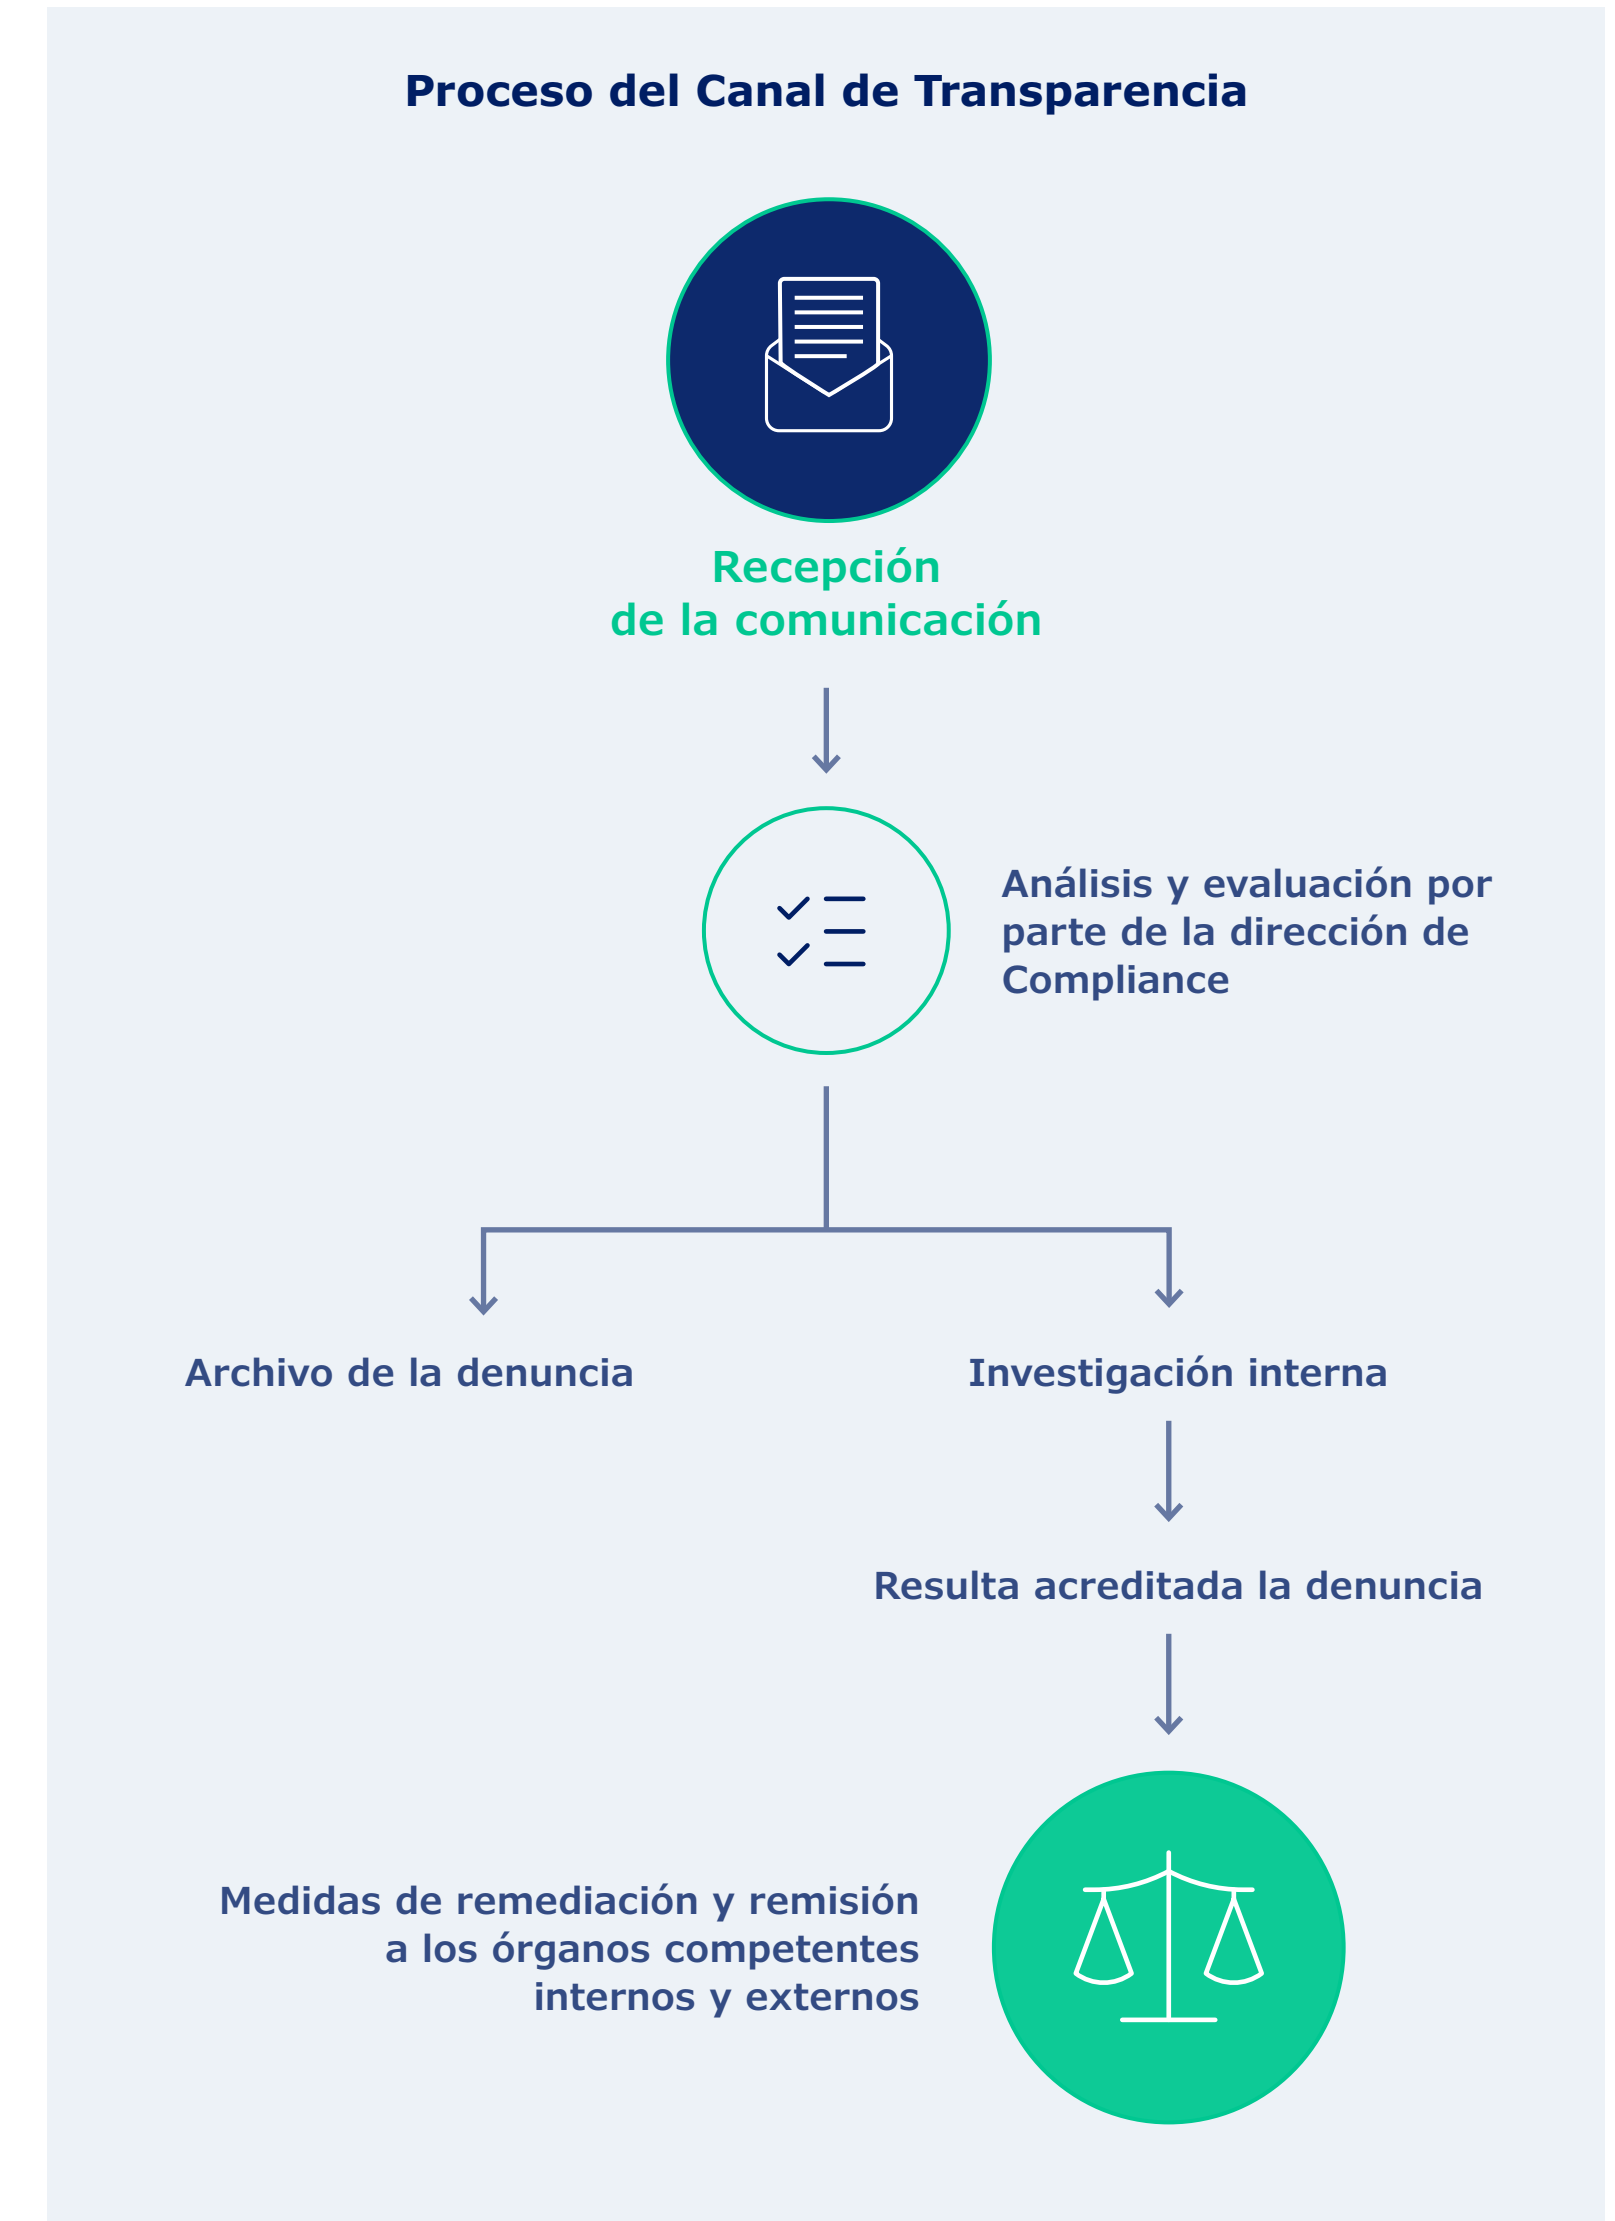 Proceso del Canal de Transparencia
Recepción
de la comunicación
Análisis y evaluación por
parte de la dirección de
Compliance
Archivo de la denuncia
Investigación interna
Resulta acreditada la denuncia
Medidas de remediación y remisión
a los órganos competentes
internos y externos